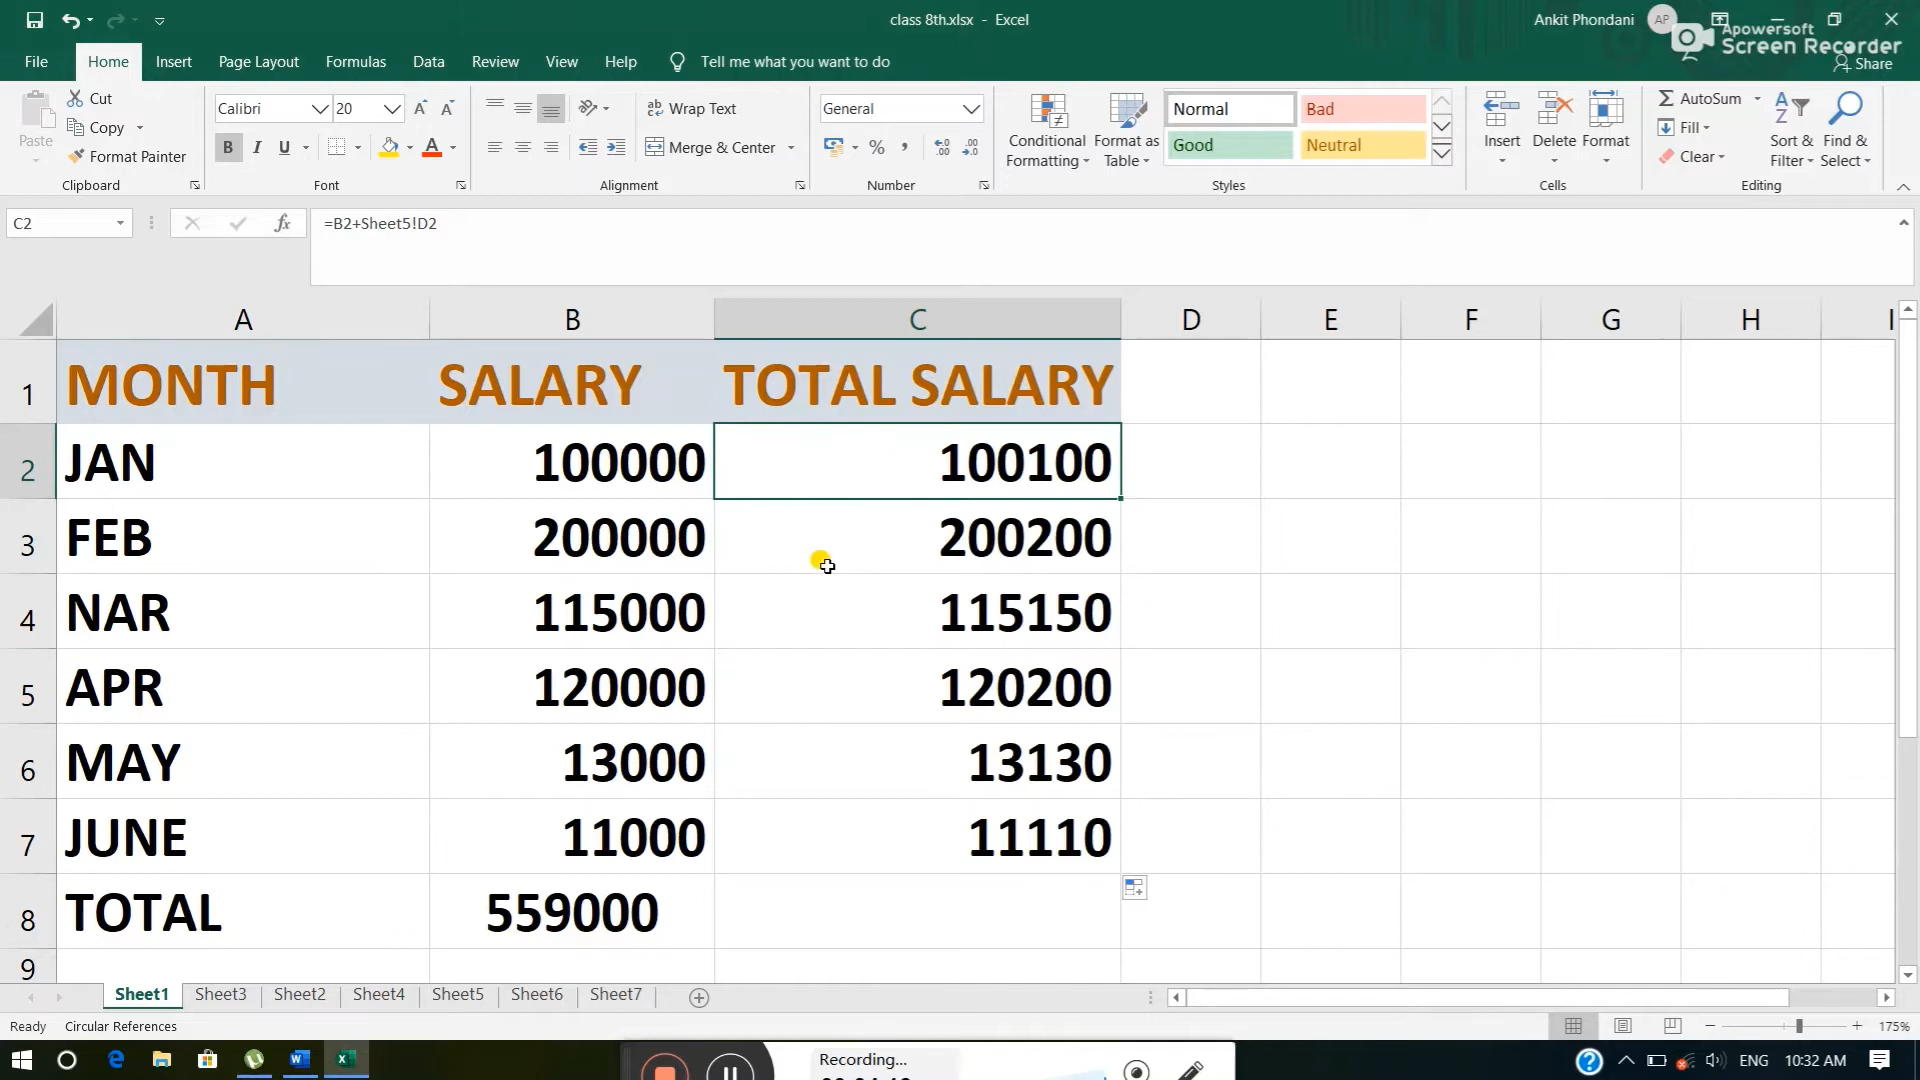 class 8th.xlsx - Excel
Ankit Phondani AP
Apowersoft
Screen Recorder
File Home Insert Page Layout Formulas Data Review View Help Tell me what you want to do Share
Paste Cut Copy Format Painter
Clipboard
Calibri 20
B I U A
Font
ab Wrap Text
Merge & Center
Alignment
General
% ,
Number
Conditional Formatting
Format as Table
Normal Bad
Good Neutral
Styles
Insert Delete Format
Cells
AutoSum
Fill
Clear
Sort & Filter
Find & Select
Editing
C2 fx =B2+Sheet5!D2
A B C D E F G H I
1 MONTH SALARY TOTAL SALARY
2 JAN 100000 100100
3 FEB 200000 200200
4 NAR 115000 115150
5 APR 120000 120200
6 MAY 13000 13130
7 JUNE 11000 11110
8 TOTAL 559000
9
Sheet1 Sheet3 Sheet2 Sheet4 Sheet5 Sheet6 Sheet7
Ready Circular References 175%
Recording...
ENG 10:32 AM